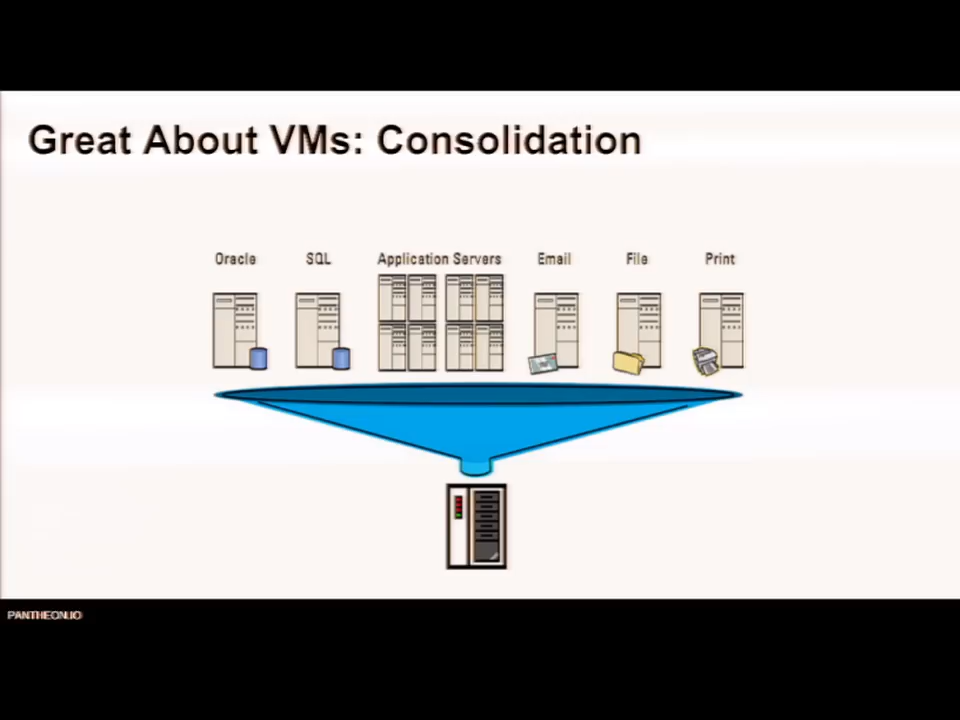 Great About VMs: Consolidation
Oracle SQL Application Servers Email File Print
PANTHEON.IO